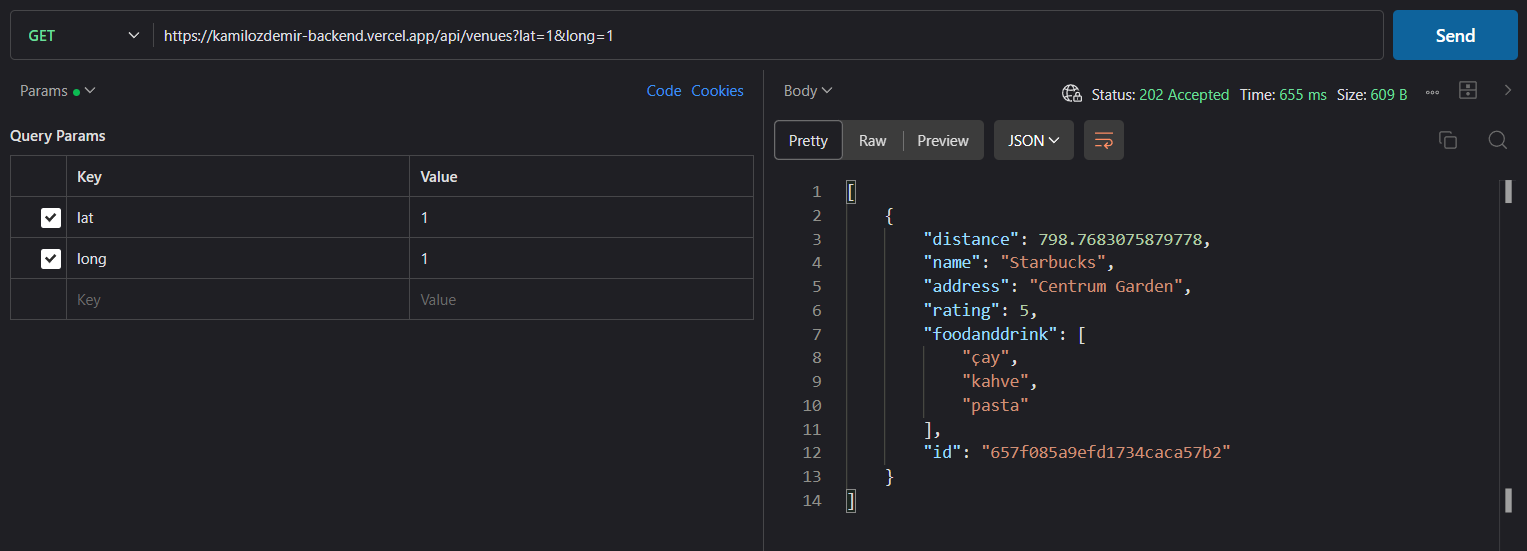 GET https://kamilozdemir-backend.vercel.app/api/venues?lat=1&long=1 Send
Params Code Cookies
Query Params
Key Value
lat 1
long 1
Key Value
Body Status: 202 Accepted Time: 655 ms Size: 609 B
Pretty Raw Preview JSON
1 [
2 {
3 "distance": 798.7683075879778,
4 "name": "Starbucks",
5 "address": "Centrum Garden",
6 "rating": 5,
7 "foodanddrink": [
8 "çay",
9 "kahve",
10 "pasta"
11 ],
12 "id": "657f085a9efd1734caca57b2"
13 }
14 ]